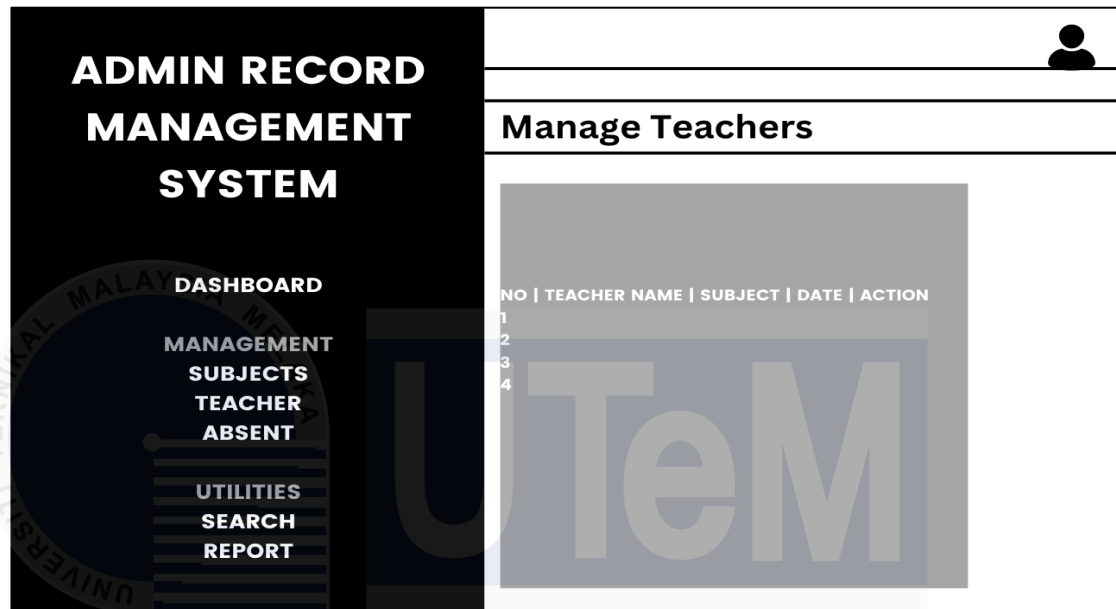 ADMIN RECORD
MANAGEMENT
SYSTEM
DASHBOARD
MANAGEMENT
SUBJECTS
TEACHER
ABSENT
UTILITIES
SEARCH
REPORT
Manage Teachers
NO | TEACHER NAME | SUBJECT | DATE | ACTION
1
2
3
4
UTeM